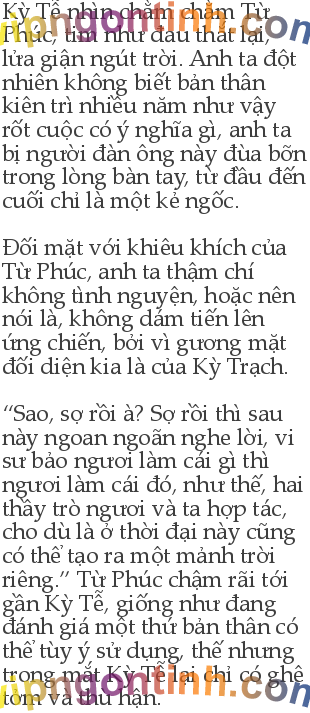 Kỳ Tễ nhìn chằm chằm Từ
Phúc, tim như dao thắt lại,
lửa giận ngút trời. Anh ta đột
nhiên không biết bản thân
kiên trì nhiều năm như vậy
rốt cuộc có ý nghĩa gì, anh ta
bị người đàn ông này đùa bỡn
trong lòng bàn tay, từ đầu đến
cuối chỉ là một kẻ ngốc.
Đối mặt với khiêu khích của
Từ Phúc, anh ta thậm chí
không tình nguyện, hoặc nên
nói là, không dám tiến lên
ứng chiến, bởi vì gương mặt
đối diện kia là của Kỳ Trạch.
“Sao, sợ rồi à? Sợ rồi thì sau
này ngoan ngoãn nghe lời, vi
sư bảo ngươi làm cái gì thì
ngươi làm cái đó, như thế, hai
thầy trò ngươi và ta hợp tác,
cho dù là ở thời đại này cũng
có thể tạo ra một mảnh trời
riêng.” Từ Phúc chậm rãi tới
gần Kỳ Tễ, giống như đang
đánh giá một thứ bản thân có
thể tùy ý sử dụng, thế nhưng
trong mắt Kỳ Tễ lại chỉ có ghê
tởm và thù hận.
vipngontinh.com